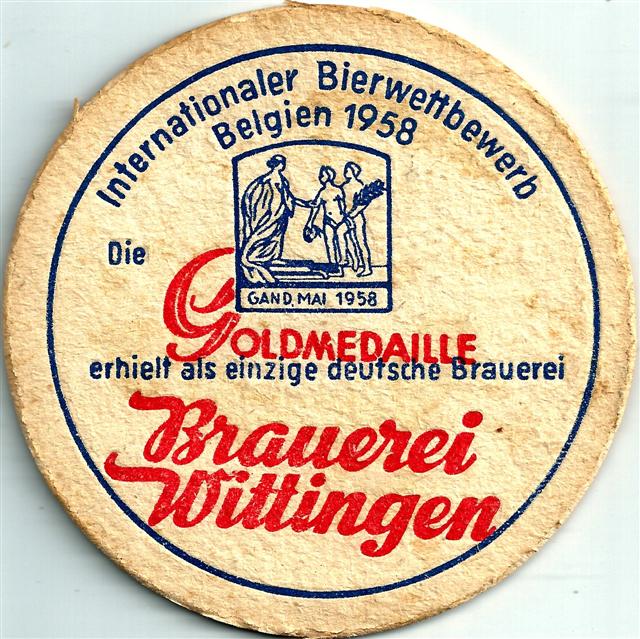 Internationaler Bierwettbewerb
Belgien 1958
GAND, MAI 1958
Die
GOLDMEDAILLE
erhielt als einzige deutsche Brauerei
Brauerei
Wittingen